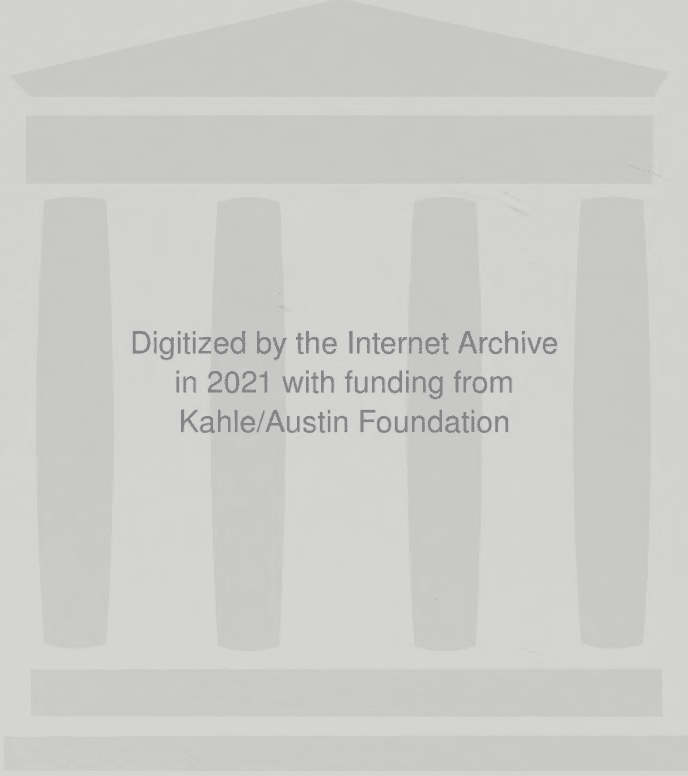 Digitized by the Internet Archive
in 2021 with funding from
Kahle/Austin Foundation